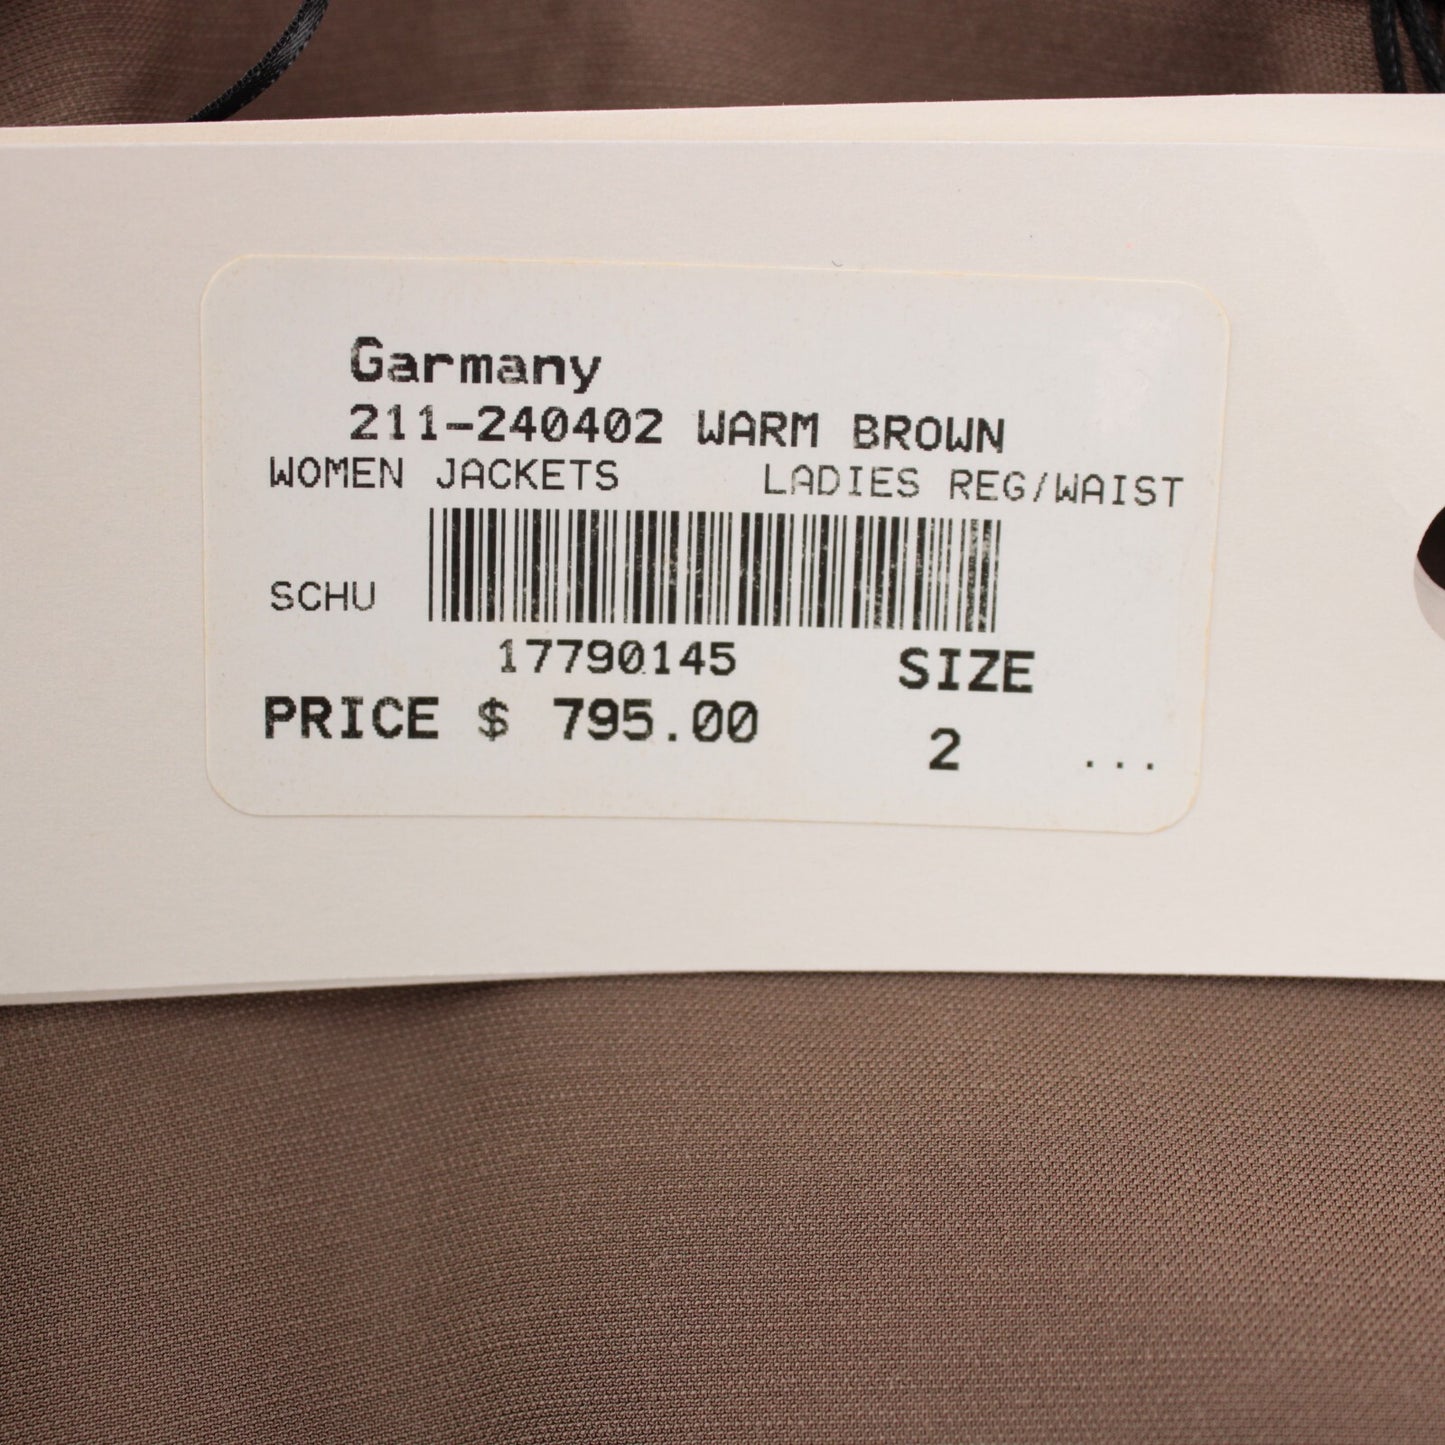 Garmany
211-240402 WARM BROWN
WOMEN JACKETS LADIES REG/WAIST
SCHU
17790145 SIZE
PRICE $ 795.00
2 ...